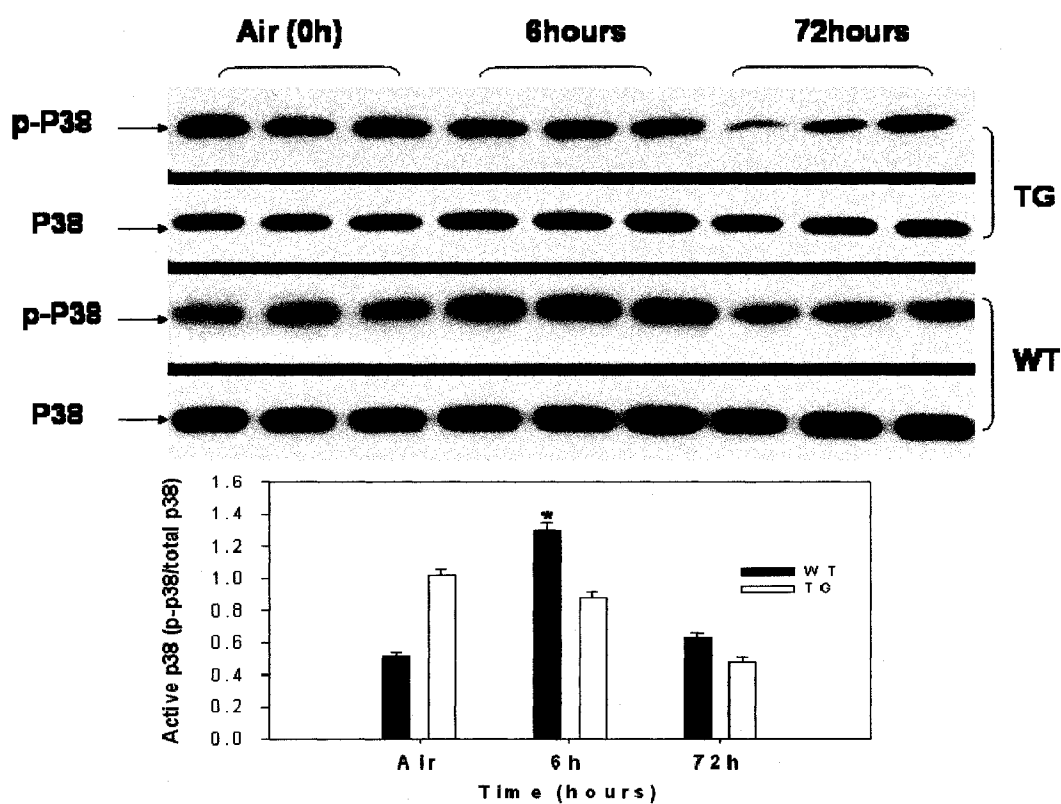 Air (0h) 6hours 72hours
p-P38
P38
TG
p-P38
P38
WT
Active p38 (p-p38/total p38)
1.6
1.4
1.2
1.0
0.8
0.6
0.4
0.2
0.0
*
WT
TG
Air 6h 72h
Time (hours)